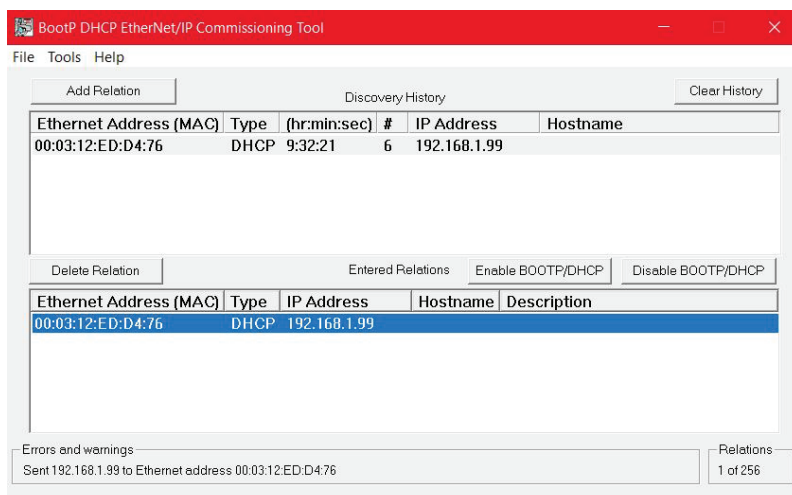 BootP DHCP EtherNet/IP Commissioning Tool
File Tools Help
Add Relation Discovery History Clear History
Ethernet Address (MAC) Type (hr:min:sec) # IP Address Hostname
00:03:12:ED:D4:76 DHCP 9:32:21 6 192.168.1.99
Delete Relation Entered Relations Enable BOOTP/DHCP Disable BOOTP/DHCP
Ethernet Address (MAC) Type IP Address Hostname Description
00:03:12:ED:D4:76 DHCP 192.168.1.99
Errors and warnings Relations
Sent 192.168.1.99 to Ethernet address 00:03:12:ED:D4:76 1 of 256